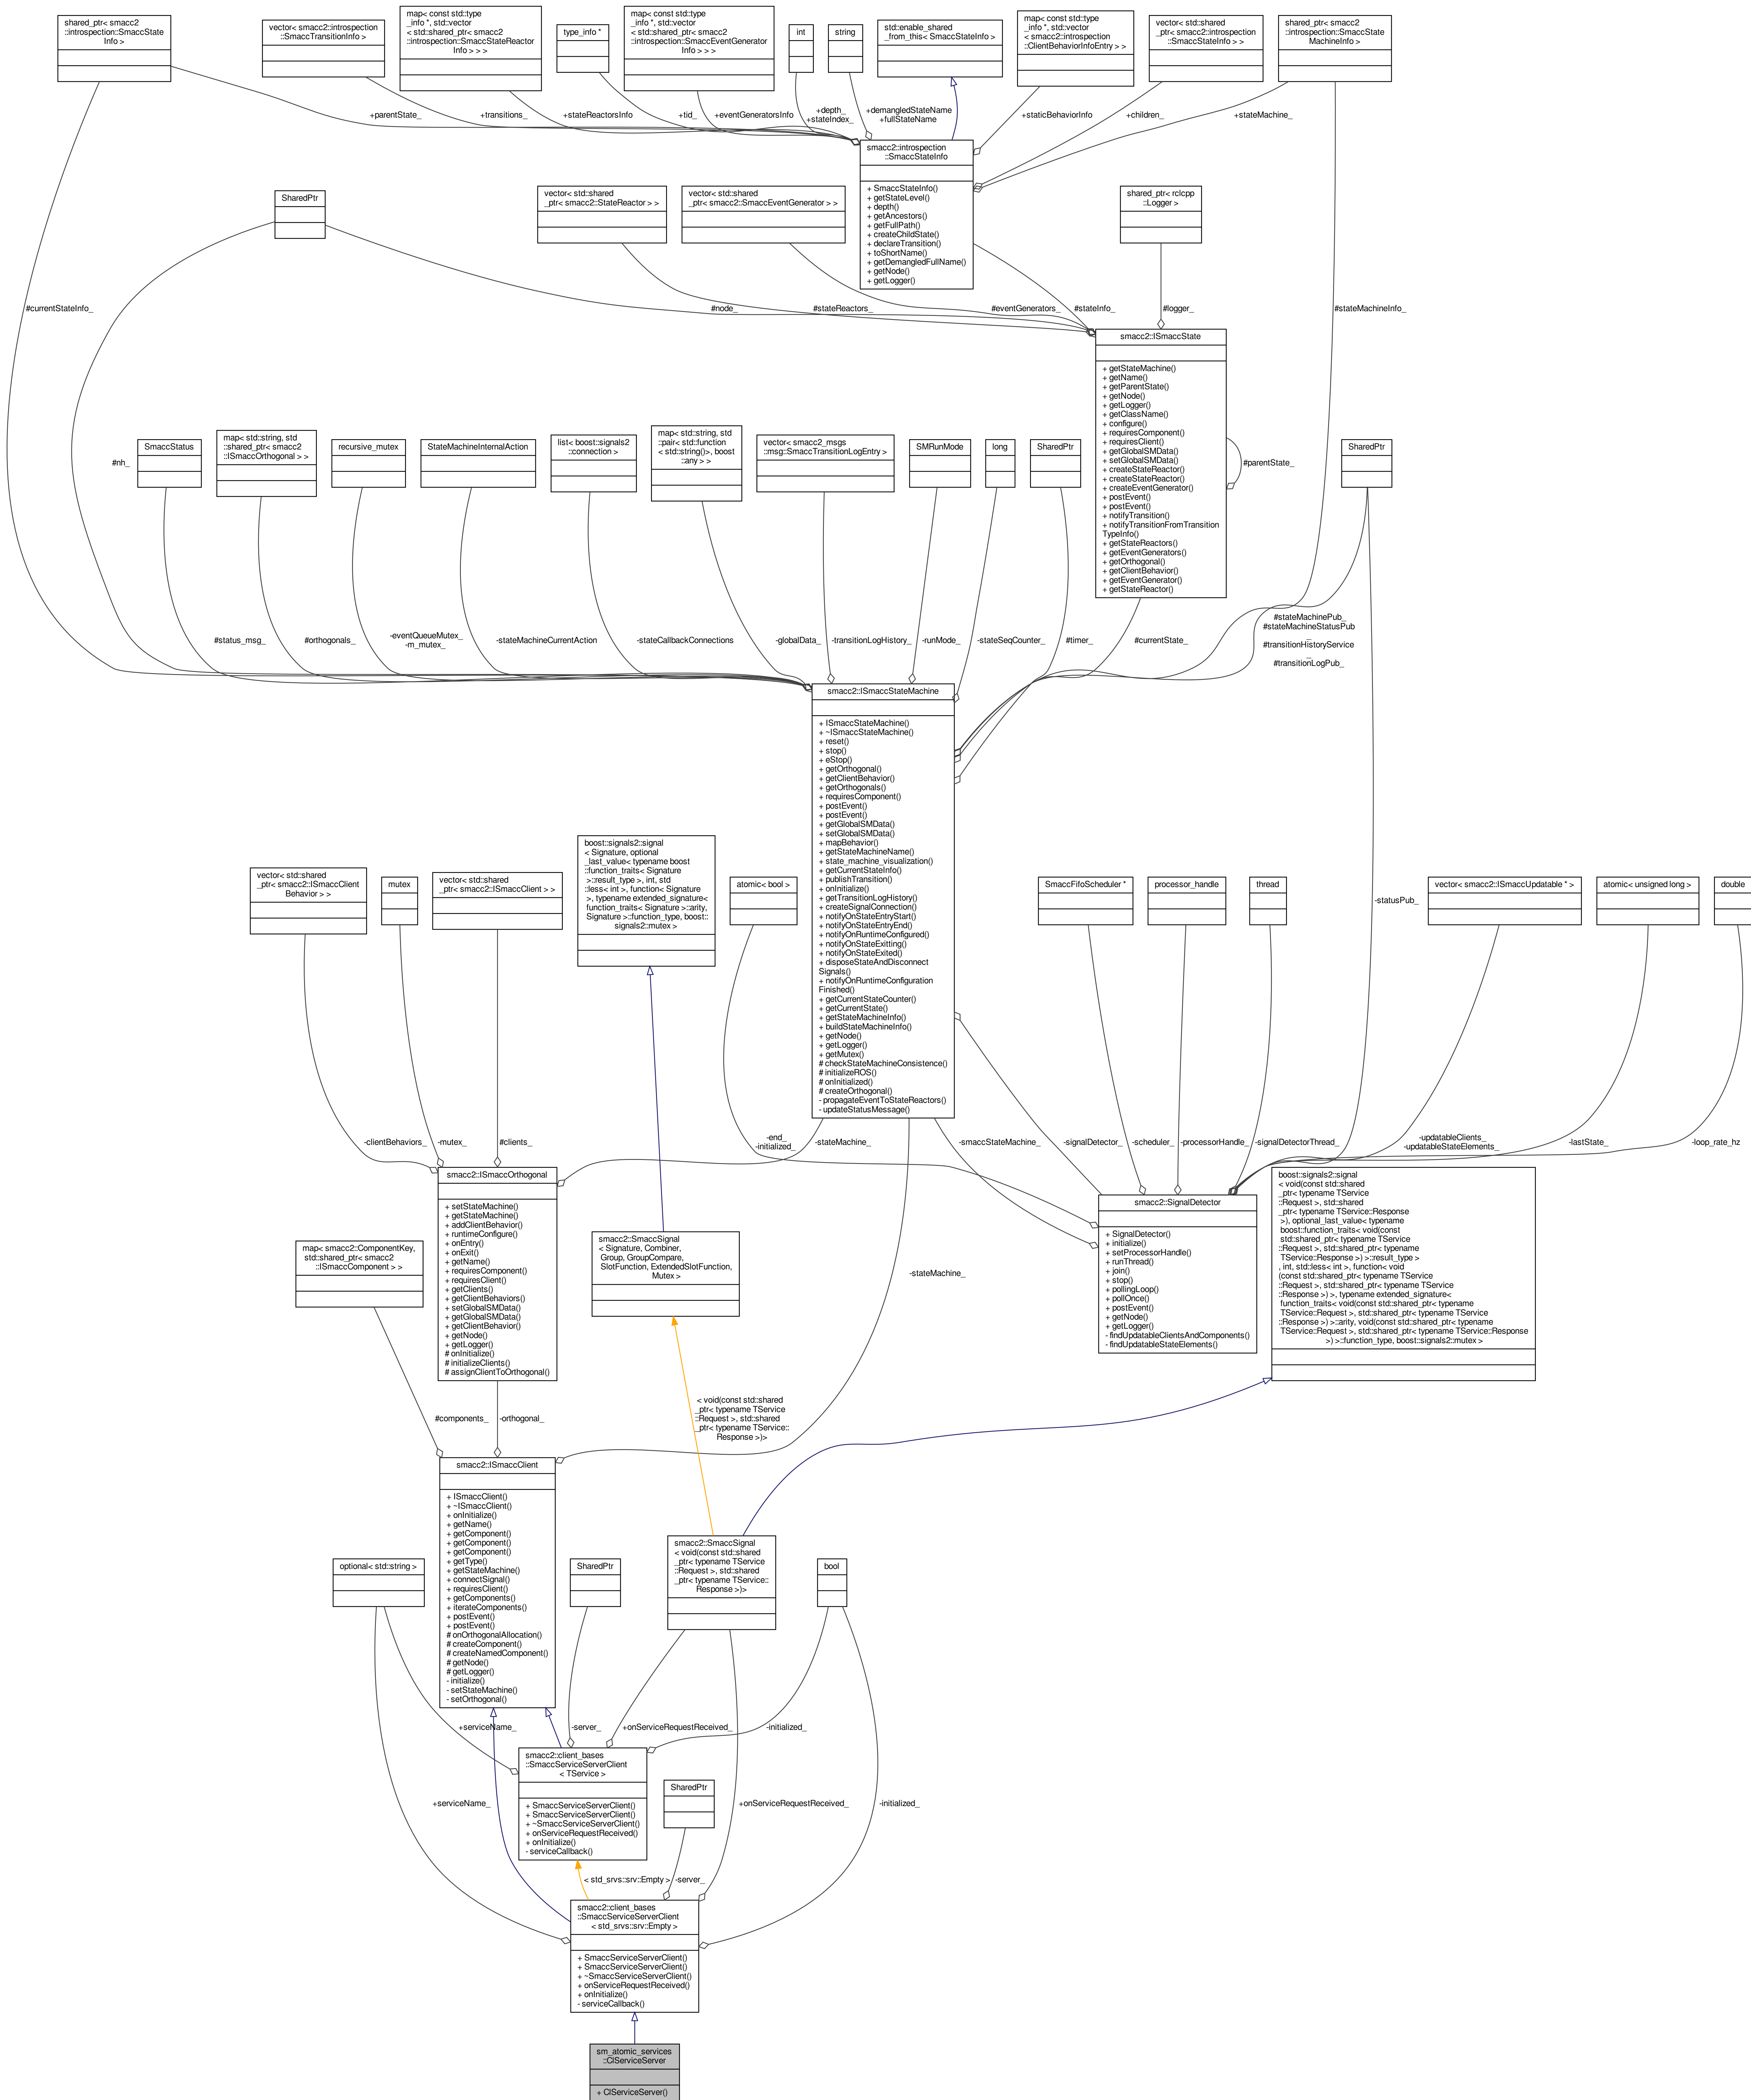 shared_ptr< smacc2
::introspection::SmaccState
Info >
vector< smacc2::introspection
::SmaccTransitionInfo >
map< const std::type
_info *, std::vector
< std::shared_ptr< smacc2
::introspection::SmaccStateReactor
Info > > >
type_info *
map< const std::type
_info *, std::vector
< std::shared_ptr< smacc2
::introspection::SmaccEventGenerator
Info > > >
int
string
std::enable_shared
_from_this< SmaccStateInfo >
map< const std::type
_info *, std::vector
< smacc2::introspection
::ClientBehaviorInfoEntry > >
vector< std::shared
_ptr< smacc2::introspection
::SmaccStateInfo > >
shared_ptr< smacc2
::introspection::SmaccState
MachineInfo >
+parentState_
+transitions_
+stateReactorsInfo
+tid_
+eventGeneratorsInfo
+depth_
+stateIndex_
+demangledStateName
+fullStateName
+staticBehaviorInfo
+children_
+stateMachine_
smacc2::introspection
::SmaccStateInfo
+ SmaccStateInfo()
+ getStateLevel()
+ depth()
+ getAncestors()
+ getFullPath()
+ createChildState()
+ declareTransition()
+ toShortName()
+ getDemangledFullName()
+ getNode()
+ getLogger()
SharedPtr
vector< std::shared
_ptr< smacc2::StateReactor > >
vector< std::shared
_ptr< smacc2::SmaccEventGenerator > >
shared_ptr< rclcpp
::Logger >
#currentStateInfo_
#node_
#stateReactors_
#eventGenerators_
#stateInfo_
#logger_
#stateMachineInfo_
smacc2::ISmaccState
+ getStateMachine()
+ getName()
+ getParentState()
+ getNode()
+ getLogger()
+ getClassName()
+ configure()
+ requiresComponent()
+ requiresClient()
+ getGlobalSMData()
+ setGlobalSMData()
+ createStateReactor()
+ createStateReactor()
+ createEventGenerator()
+ postEvent()
+ postEvent()
+ notifyTransition()
+ notifyTransitionFromTransition
TypeInfo()
+ getStateReactors()
+ getEventGenerators()
+ getOrthogonal()
+ getClientBehavior()
+ getEventGenerator()
+ getStateReactor()
#parentState_
#nh_
SmaccStatus
map< std::string, std
::shared_ptr< smacc2
::ISmaccOrthogonal > >
recursive_mutex
StateMachineInternalAction
list< boost::signals2
::connection >
map< std::string, std
::pair< std::function
< std::string()>, boost
::any > >
vector< smacc2_msgs
::msg::SmaccTransitionLogEntry >
SMRunMode
long
SharedPtr
SharedPtr
#status_msg_
#orthogonals_
-eventQueueMutex_
-m_mutex_
-stateMachineCurrentAction
-stateCallbackConnections
-globalData_
-transitionLogHistory_
-runMode_
-stateSeqCounter_
#timer_
#currentState_
#stateMachinePub_
#stateMachineStatusPub
_
#transitionHistoryService
_
#transitionLogPub_
smacc2::ISmaccStateMachine
+ ISmaccStateMachine()
+ ~ISmaccStateMachine()
+ reset()
+ stop()
+ eStop()
+ getOrthogonal()
+ getClientBehavior()
+ getOrthogonals()
+ requiresComponent()
+ postEvent()
+ postEvent()
+ getGlobalSMData()
+ setGlobalSMData()
+ mapBehavior()
+ getStateMachineName()
+ state_machine_visualization()
+ getCurrentStateInfo()
+ publishTransition()
+ onInitialize()
+ getTransitionLogHistory()
+ createSignalConnection()
+ notifyOnStateEntryStart()
+ notifyOnStateEntryEnd()
+ notifyOnRuntimeConfigured()
+ notifyOnStateExitting()
+ notifyOnStateExited()
+ disposeStateAndDisconnect
Signals()
+ notifyOnRuntimeConfiguration
Finished()
+ getCurrentStateCounter()
+ getCurrentState()
+ getStateMachineInfo()
+ buildStateMachineInfo()
+ getNode()
+ getLogger()
+ getMutex()
# checkStateMachineConsistence()
# initializeROS()
# onInitialized()
# createOrthogonal()
- propagateEventToStateReactors()
- updateStatusMessage()
vector< std::shared
_ptr< smacc2::ISmaccClient
Behavior > >
mutex
vector< std::shared
_ptr< smacc2::ISmaccClient > >
boost::signals2::signal
< Signature, optional
_last_value< typename boost
::function_traits< Signature
>::result_type >, int, std
::less< int >, function< Signature
>, typename extended_signature<
function_traits< Signature >::arity,
Signature >::function_type, boost::
signals2::mutex >
atomic< bool >
SmaccFifoScheduler *
processor_handle
thread
-statusPub_
vector< smacc2::ISmaccUpdatable * >
atomic< unsigned long >
double
-clientBehaviors_
-mutex_
#clients_
-end_
-initialized_
-stateMachine_
-smaccStateMachine_
-signalDetector_
-scheduler_
-processorHandle_
-signalDetectorThread_
-updatableClients_
-updatableStateElements_
-lastState_
-loop_rate_hz
smacc2::ISmaccOrthogonal
+ setStateMachine()
+ getStateMachine()
+ addClientBehavior()
+ runtimeConfigure()
+ onEntry()
+ onExit()
+ getName()
+ requiresComponent()
+ requiresClient()
+ getClients()
+ getClientBehaviors()
+ setGlobalSMData()
+ getGlobalSMData()
+ getClientBehavior()
+ getNode()
+ getLogger()
# onInitialize()
# initializeClients()
# assignClientToOrthogonal()
map< smacc2::ComponentKey,
std::shared_ptr< smacc2
::ISmaccComponent > >
smacc2::SmaccSignal
< Signature, Combiner,
Group, GroupCompare,
SlotFunction, ExtendedSlotFunction,
Mutex >
smacc2::SignalDetector
+ SignalDetector()
+ initialize()
+ setProcessorHandle()
+ runThread()
+ join()
+ stop()
+ pollingLoop()
+ pollOnce()
+ postEvent()
+ getNode()
+ getLogger()
- findUpdatableClientsAndComponents()
- findUpdatableStateElements()
boost::signals2::signal
< void(const std::shared
_ptr< typename TService
::Request >, std::shared
_ptr< typename TService::Response
>), optional_last_value< typename
boost::function_traits< void(const
std::shared_ptr< typename TService
::Request >, std::shared_ptr< typename
TService::Response >) >::result_type >
, int, std::less< int >, function< void
(const std::shared_ptr< typename TService
::Request >, std::shared_ptr< typename TService
::Response >) >, typename extended_signature<
function_traits< void(const std::shared_ptr< typename
TService::Request >, std::shared_ptr< typename TService
::Response >) >::arity, void(const std::shared_ptr< typename
TService::Request >, std::shared_ptr< typename TService::Response
>) >::function_type, boost::signals2::mutex >
-stateMachine_
#components_
-orthogonal_
< void(const std::shared
_ptr< typename TService
::Request >, std::shared
_ptr< typename TService::
Response >)>
smacc2::ISmaccClient
+ ISmaccClient()
+ ~ISmaccClient()
+ onInitialize()
+ getName()
+ getComponent()
+ getComponent()
+ getComponent()
+ getType()
+ getStateMachine()
+ connectSignal()
+ requiresClient()
+ getComponents()
+ iterateComponents()
+ postEvent()
+ postEvent()
# onOrthogonalAllocation()
# createComponent()
# createNamedComponent()
# getNode()
# getLogger()
- initialize()
- setStateMachine()
- setOrthogonal()
optional< std::string >
SharedPtr
smacc2::SmaccSignal
< void(const std::shared
_ptr< typename TService
::Request >, std::shared
_ptr< typename TService::
Response >)>
bool
+serviceName_
-server_
+onServiceRequestReceived_
-initialized_
smacc2::client_bases
::SmaccServiceServerClient
< TService >
+ SmaccServiceServerClient()
+ SmaccServiceServerClient()
+ ~SmaccServiceServerClient()
+ onServiceRequestReceived()
+ onInitialize()
- serviceCallback()
SharedPtr
+serviceName_
+onServiceRequestReceived_
-initialized_
< std_srvs::srv::Empty >
-server_
smacc2::client_bases
::SmaccServiceServerClient
< std_srvs::srv::Empty >
+ SmaccServiceServerClient()
+ SmaccServiceServerClient()
+ ~SmaccServiceServerClient()
+ onServiceRequestReceived()
+ onInitialize()
- serviceCallback()
sm_atomic_services
::ClServiceServer
+ ClServiceServer()